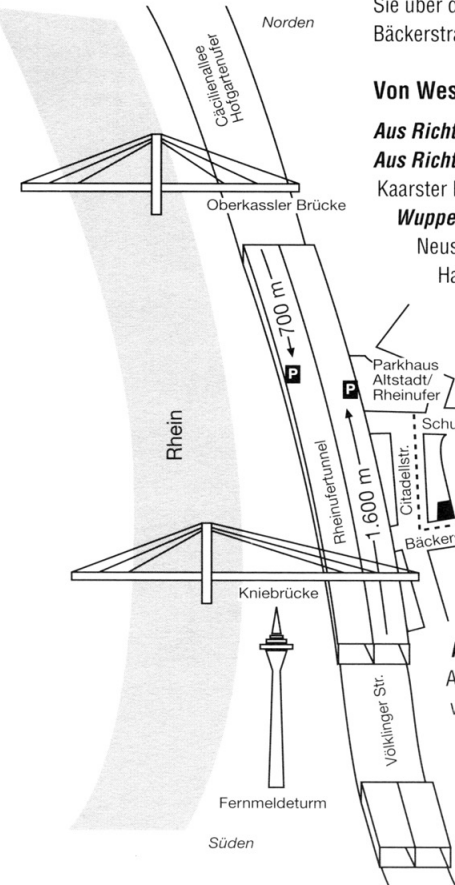 Norden
Sie über d
Bäckerstra
Cäcilienallee
Hofgartenufer
Von Wes
Aus Richt
Aus Richt
Kaarster
Wuppe
Neus
Ha
Oberkassler Brücke
700 m
P
P
Parkhaus
Altstadt/
Rheinufer
Schu
Rhein
Rheinufertunnel
1.600 m
Citadellstr.
Bäcker
Kniebrücke
A
w
Völklinger Str.
Fernmeldeturm
Süden